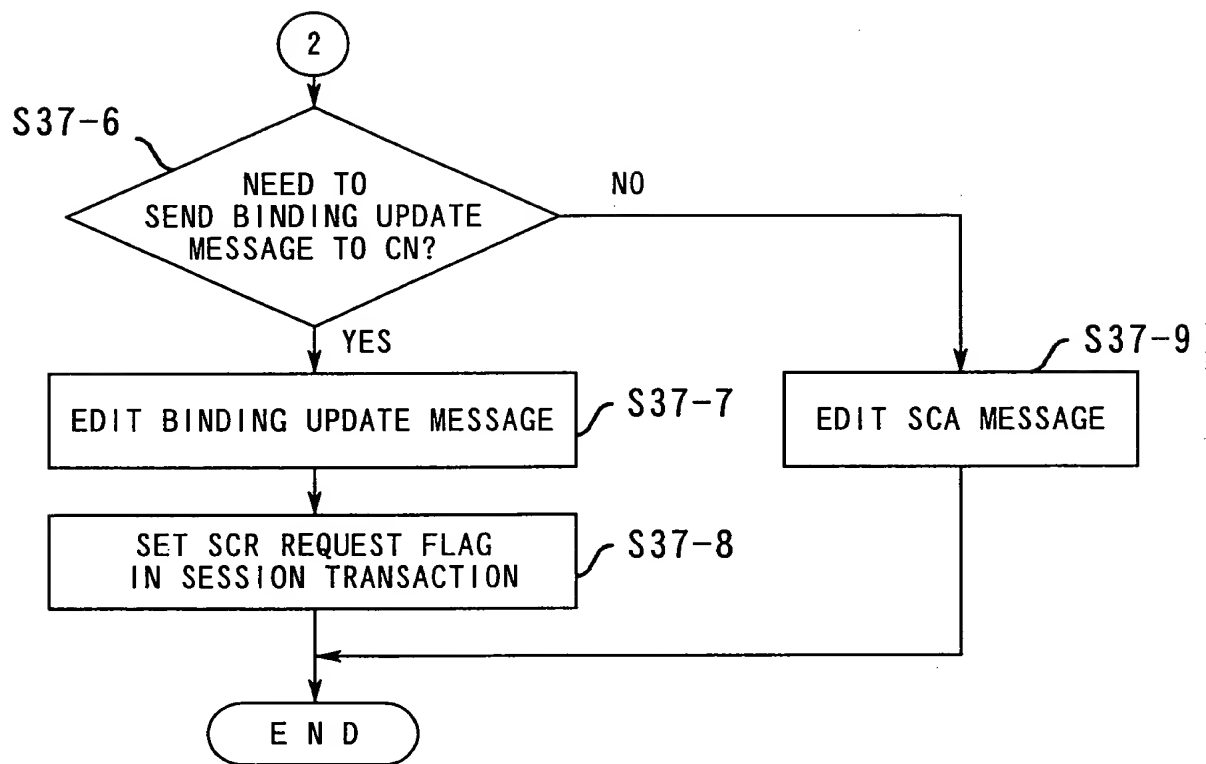 2
S37-6
NEED TO
SEND BINDING UPDATE
MESSAGE TO CN?
NO
YES
S37-9
EDIT BINDING UPDATE MESSAGE
S37-7
EDIT SCA MESSAGE
SET SCR REQUEST FLAG
IN SESSION TRANSACTION
S37-8
END